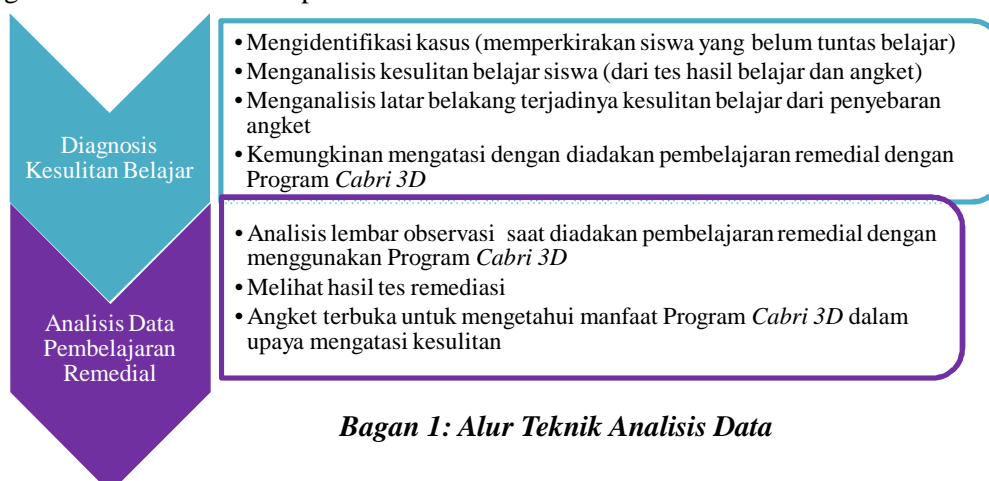 Diagnosis
Kesulitan Belajar
• Mengidentifikasi kasus (memperkirakan siswa yang belum tuntas belajar)
• Menganalisis kesulitan belajar siswa (dari tes hasil belajar dan angket)
• Menganalisis latar belakang terjadinya kesulitan belajar dari penyebaran
angket
• Kemungkinan mengatasi dengan diadakan pembelajaran remedial dengan
Program Cabri 3D
Analisis Data
Pembelajaran
Remedial
• Analisis lembar observasi saat diadakan pembelajaran remedial dengan
menggunakan Program Cabri 3D
• Melihat hasil tes remediasi
• Angket terbuka untuk mengetahui manfaat Program Cabri 3D dalam
upaya mengatasi kesulitan
Bagan 1: Alur Teknik Analisis Data